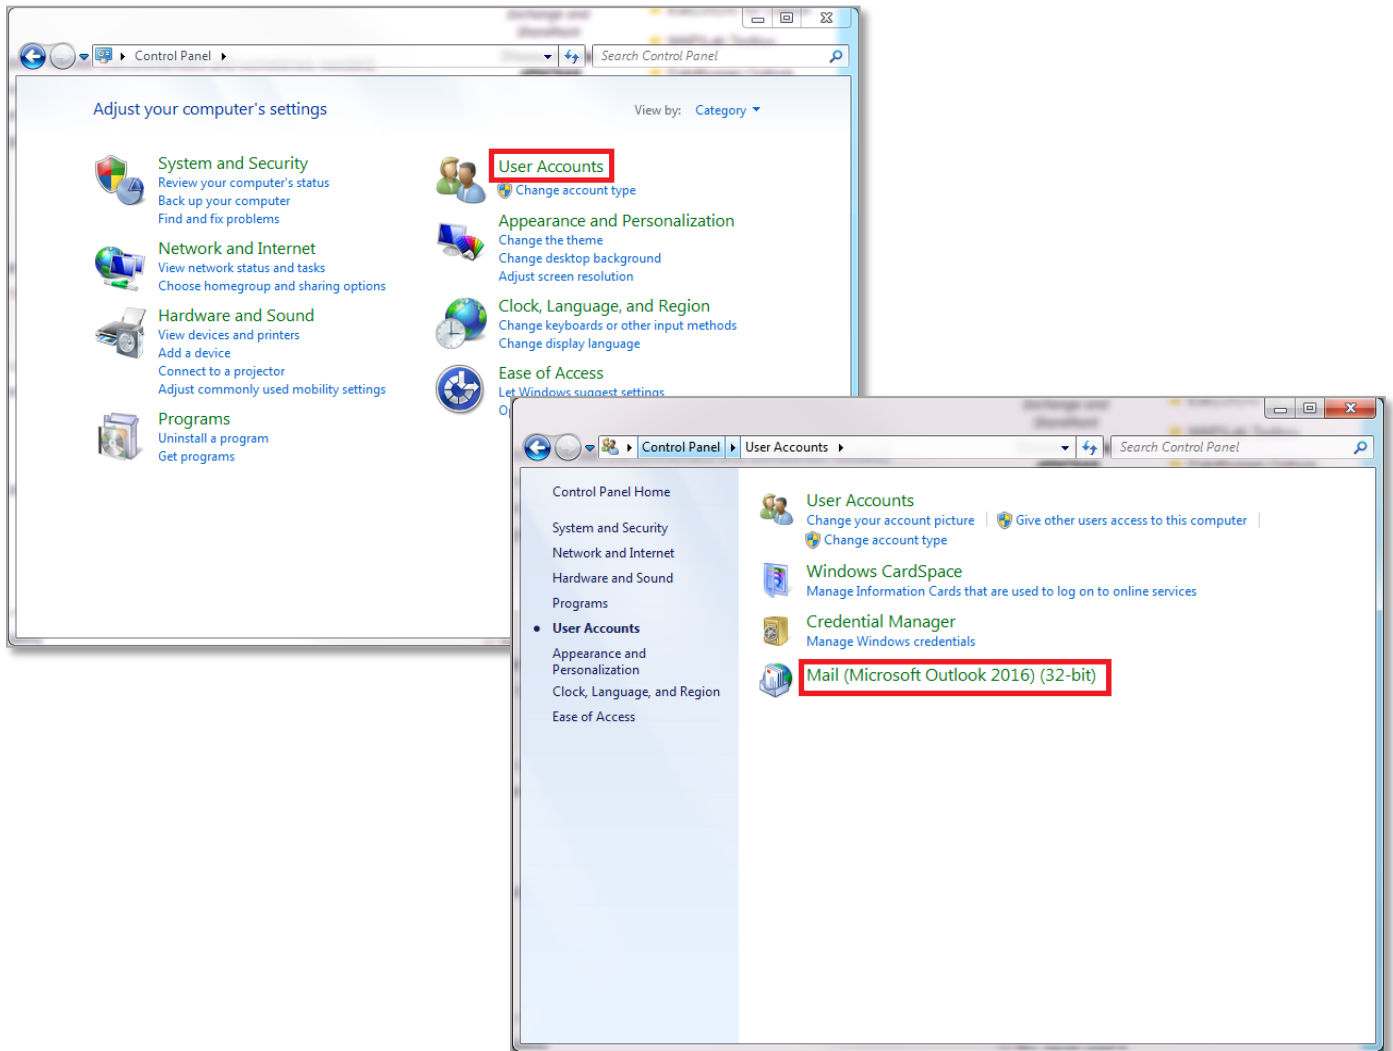 Control Panel
Search Control Panel
Adjust your computer's settings
View by: Category
System and Security
Review your computer's status
Back up your computer
Find and fix problems
Network and Internet
View network status and tasks
Choose homegroup and sharing options
Hardware and Sound
View devices and printers
Add a device
Connect to a projector
Adjust commonly used mobility settings
Programs
Uninstall a program
Get programs
User Accounts
Change account type
Appearance and Personalization
Change the theme
Change desktop background
Adjust screen resolution
Clock, Language, and Region
Change keyboards or other input methods
Change display language
Ease of Access
Let Windows suggest settings
Control Panel User Accounts
Search Control Panel
Control Panel Home
System and Security
Network and Internet
Hardware and Sound
Programs
User Accounts
Appearance and
Personalization
Clock, Language, and Region
Ease of Access
User Accounts
Change your account picture Give other users access to this computer
Change account type
Windows CardSpace
Manage Information Cards that are used to log on to online services
Credential Manager
Manage Windows credentials
Mail (Microsoft Outlook 2016) (32-bit)